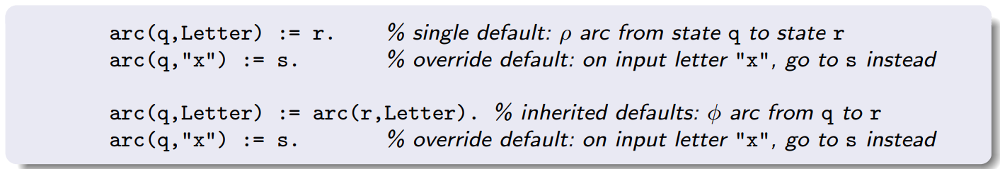 arc(q,Letter) := r. % single default: ρ arc from state q to state r
arc(q,"x") := s. % override default: on input letter "x", go to s instead
arc(q,Letter) := arc(r,Letter). % inherited defaults: ϕ arc from q to r
arc(q,"x") := s. % override default: on input letter "x", go to s instead